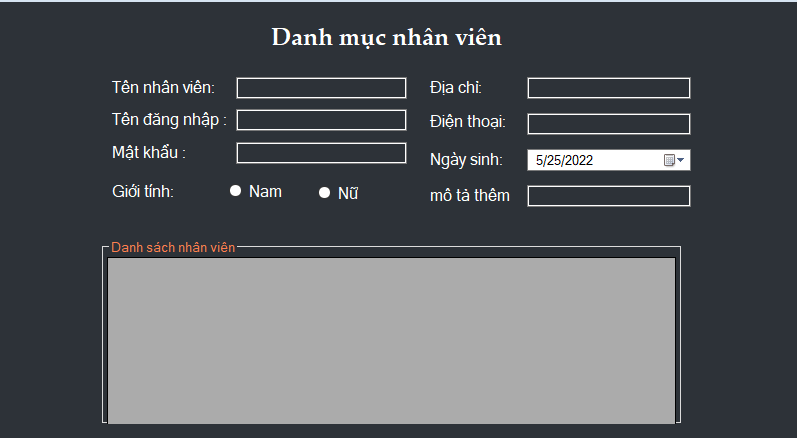 Danh mục nhân viên
Tên nhân viên:
Địa chỉ:
Tên đăng nhập :
Điện thoại:
Mật khẩu :
Ngày sinh:
5/25/2022
Giới tính:
Nam
Nữ
mô tả thêm
Danh sách nhân viên